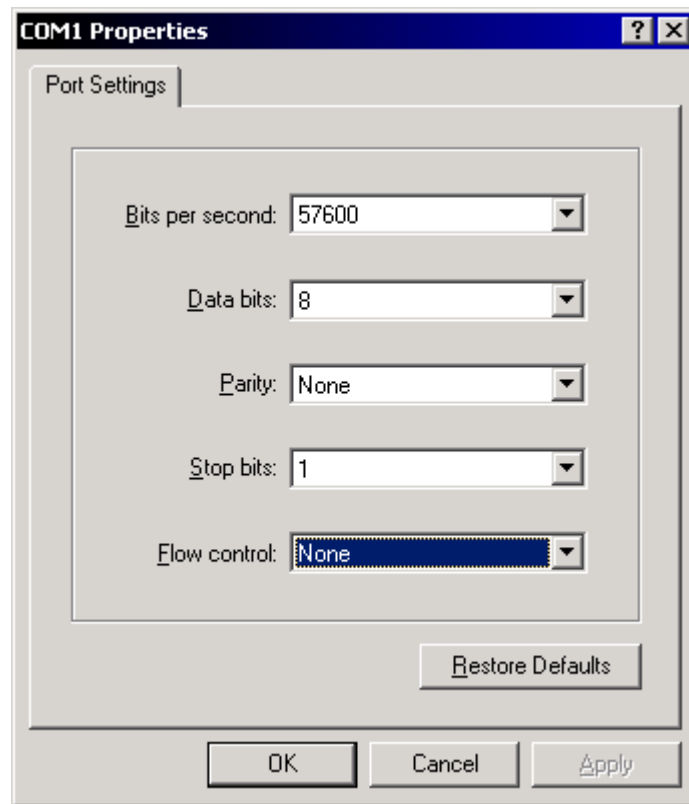 COM1 Properties
Port Settings
Bits per second: 57600
Data bits: 8
Parity: None
Stop bits: 1
Flow control: None
Restore Defaults
OK Cancel Apply